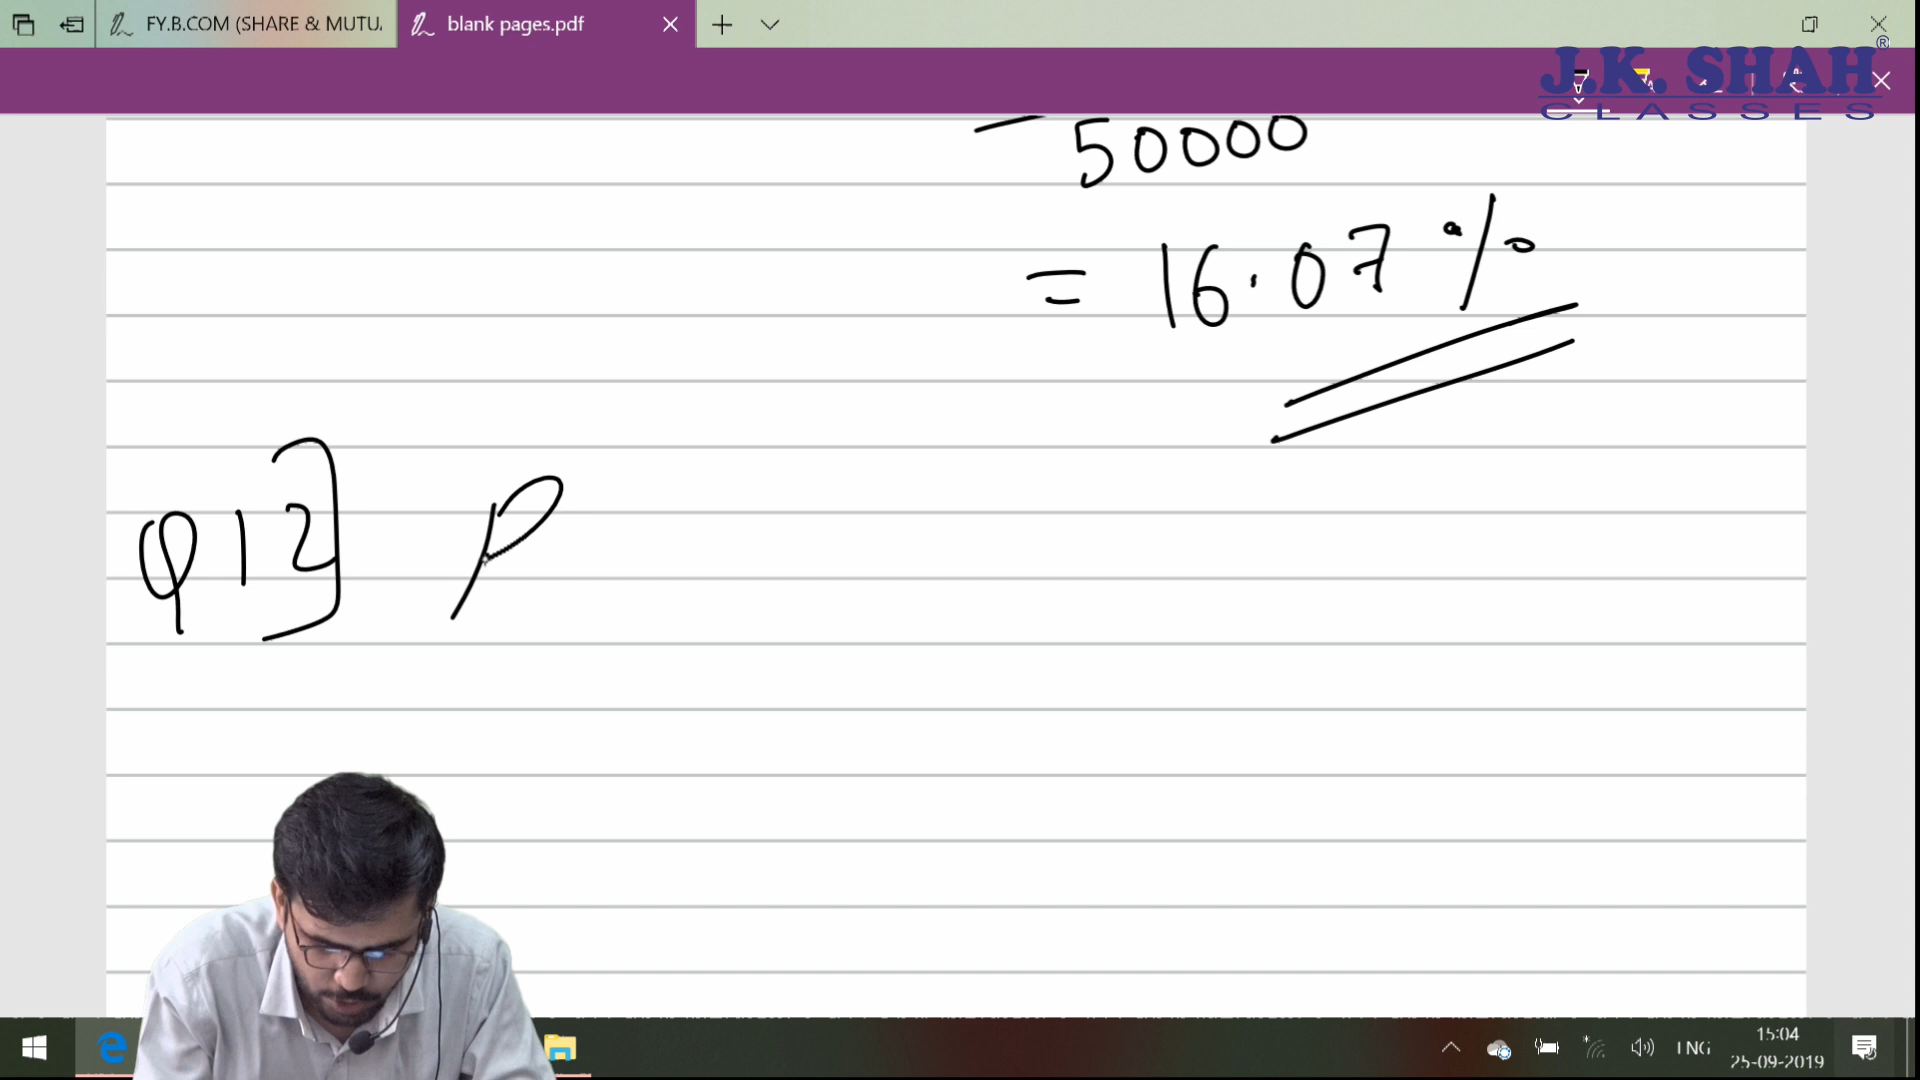 FY.B.COM (SHARE & MUTU
blank pages.pdf
J.K. SHAH®
CLASSES
50000
= 16.07 %
Q12] P
ENG
15:04
25-09-2019